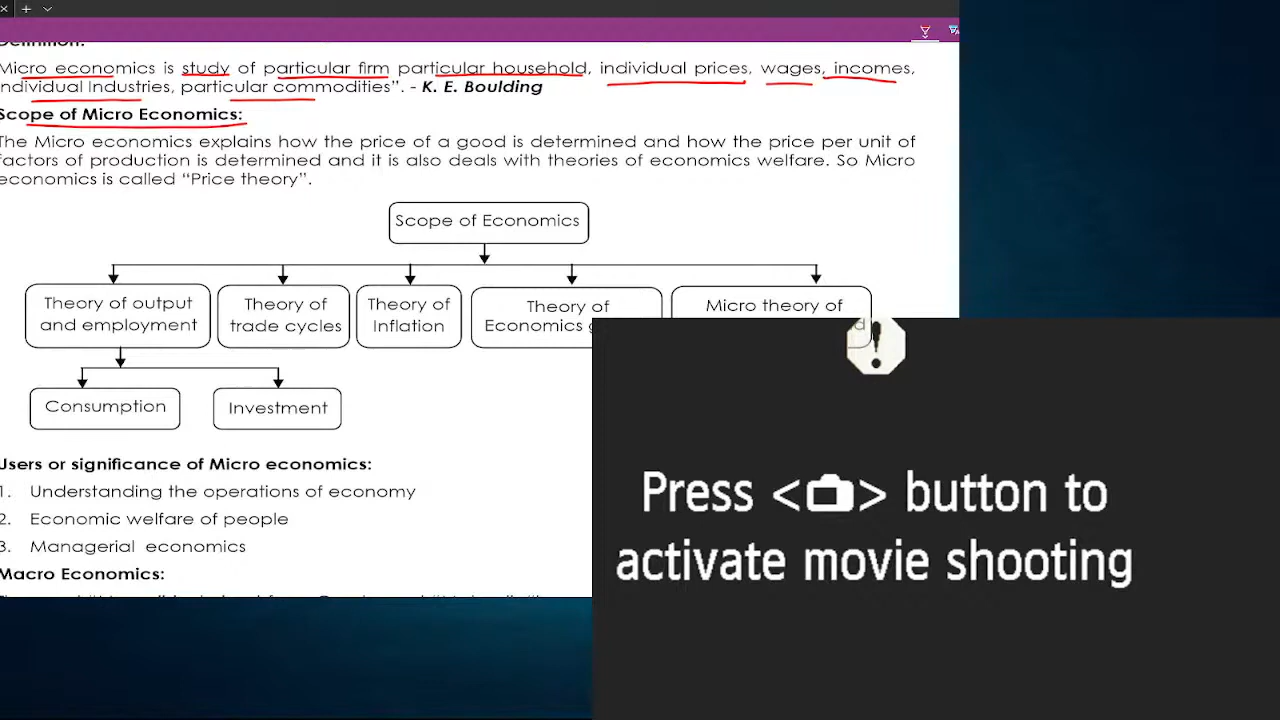 Definition:
Micro economics is study of particular firm particular household, individual prices, wages, incomes,
individual Industries, particular commodities”. - K. E. Boulding
Scope of Micro Economics:
The Micro economics explains how the price of a good is determined and how the price per unit of
factors of production is determined and it is also deals with theories of economics welfare. So Micro
economics is called “Price theory”.
Scope of Economics
Theory of output
and employment
Theory of
trade cycles
Theory of
Inflation
Theory of
Economics
Micro theory of
Consumption
Investment
Users or significance of Micro economics:
1. Understanding the operations of economy
2. Economic welfare of people
3. Managerial economics
Macro Economics:
Press < > button to
activate movie shooting